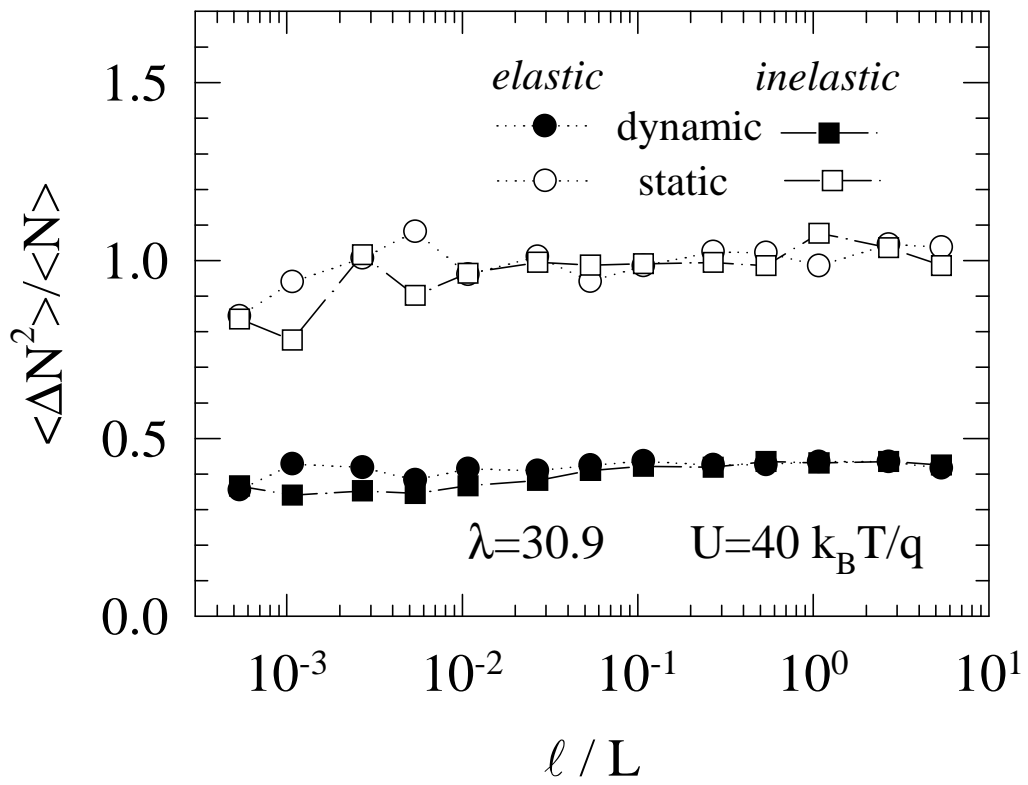 elastic inelastic
dynamic
static
<ΔN²>/<N>
1.5
1.0
0.5
0.0
λ=30.9 U=40 k_BT/q
10⁻³ 10⁻² 10⁻¹ 10⁰ 10¹
ℓ / L